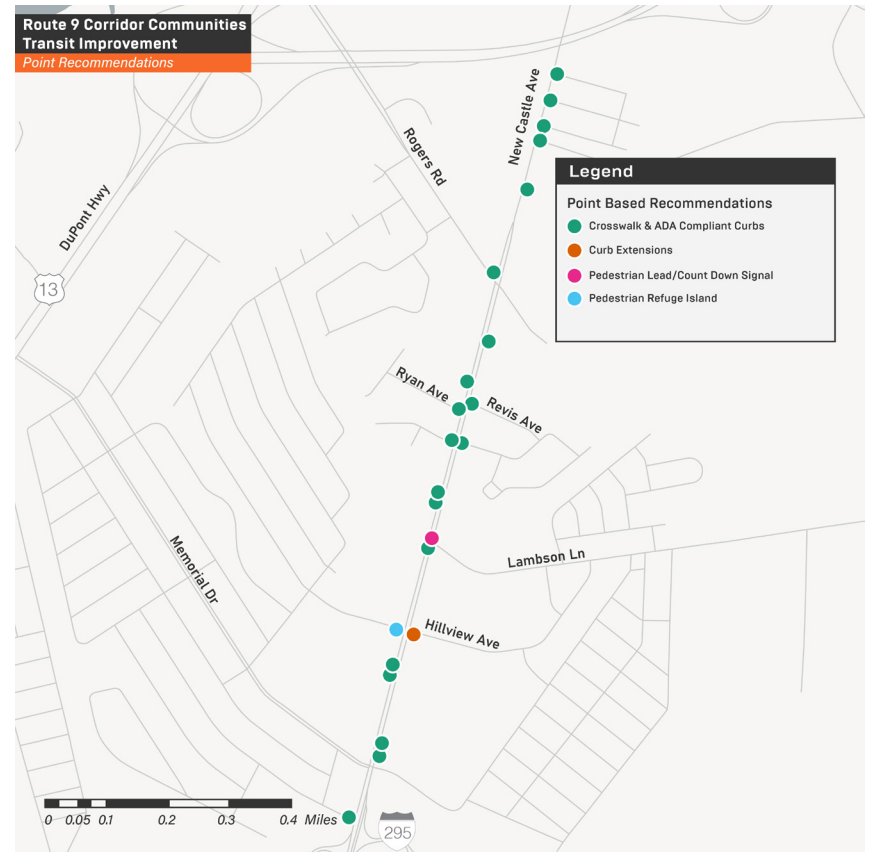 Route 9 Corridor Communities
Transit Improvement
Point Recommendations
New Castle Ave
Rogers Rd
DuPont Hwy
13
Legend
Point Based Recommendations
Crosswalk & ADA Compliant Curbs
Curb Extensions
Pedestrian Lead/Count Down Signal
Pedestrian Refuge Island
Ryan Ave
Revis Ave
Memorial Dr
Lambson Ln
Hillview Ave
0 0.05 0.1 0.2 0.3 0.4 Miles
295